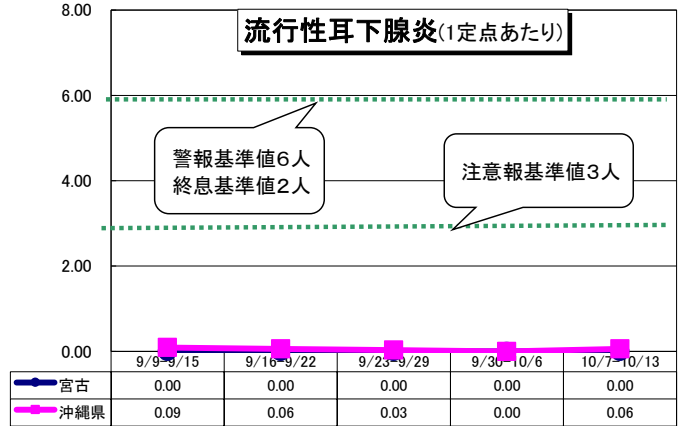 流行性耳下腺炎(1定点あたり)
8.00
6.00
4.00
2.00
0.00
警報基準値6人
終息基準値2人
注意報基準値3人
9/9-9/15 9/16-9/22 9/23-9/29 9/30-10/6 10/7-10/13
宮古 0.00 0.00 0.00 0.00 0.00
沖縄県 0.09 0.06 0.03 0.00 0.06